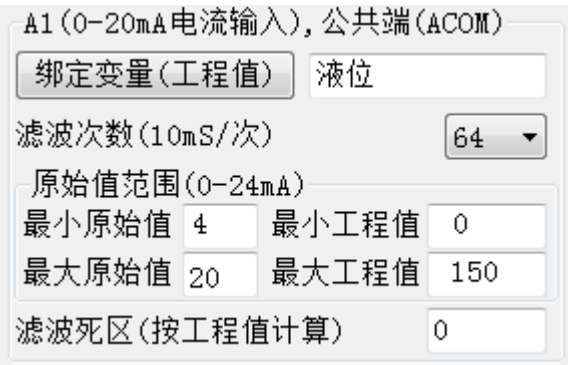 A1(0-20mA电流输入),公共端(ACOM)
绑定变量(工程值) 液位
滤波次数(10mS/次) 64
原始值范围(0-24mA)
最小原始值 4 最小工程值 0
最大原始值 20 最大工程值 150
滤波死区(按工程值计算) 0